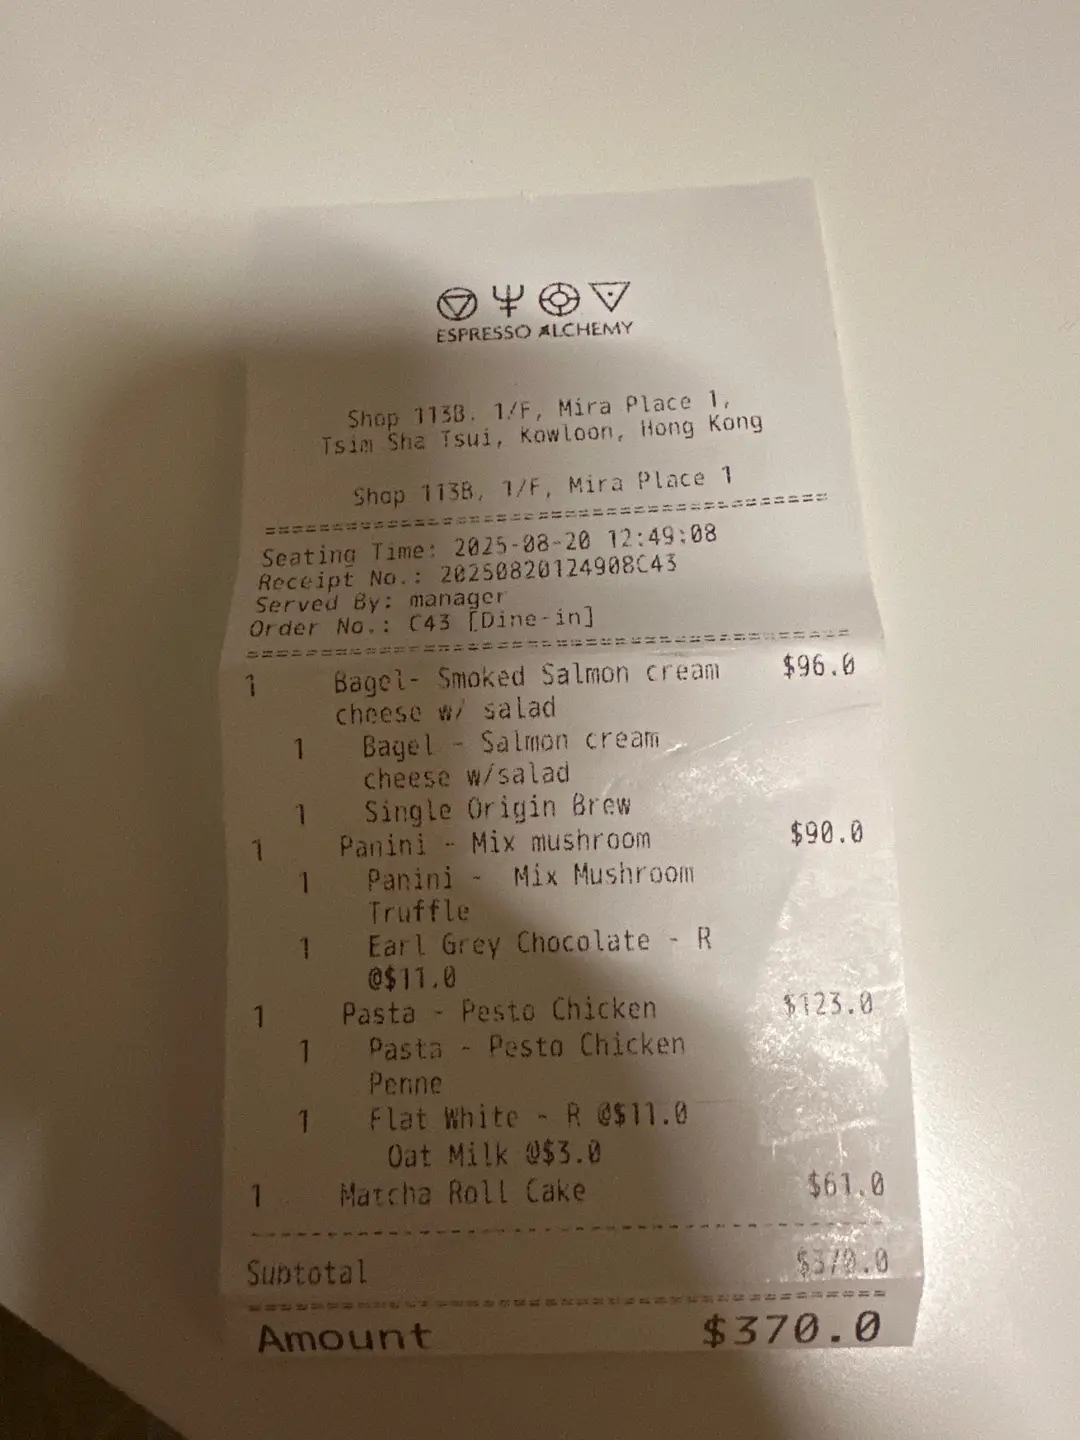 ESPRESSO ALCHEMY
Shop 113B, 1/F, Mira Place 1,
Tsim Sha Tsui, Kowloon, Hong Kong
Shop 113B, 1/F, Mira Place 1
Seating Time: 2025-08-20 12:49:08
Receipt No.: 20250820124908C43
Served By: manager
Order No.: C43 [Dine-in]
1 Bagel- Smoked Salmon cream $96.0
cheese w/ salad
1 Bagel - Salmon cream
cheese w/salad
1 Single Origin Brew
1 Panini - Mix mushroom $90.0
1 Panini -  Mix Mushroom
Truffle
1 Earl Grey Chocolate - R
@$11.0
1 Pasta - Pesto Chicken $123.0
1 Pasta - Pesto Chicken
Penne
1 Flat White - R @$11.0
Oat Milk @$3.0
1 Matcha Roll Cake $61.0
Subtotal $370.0
Amount $370.0